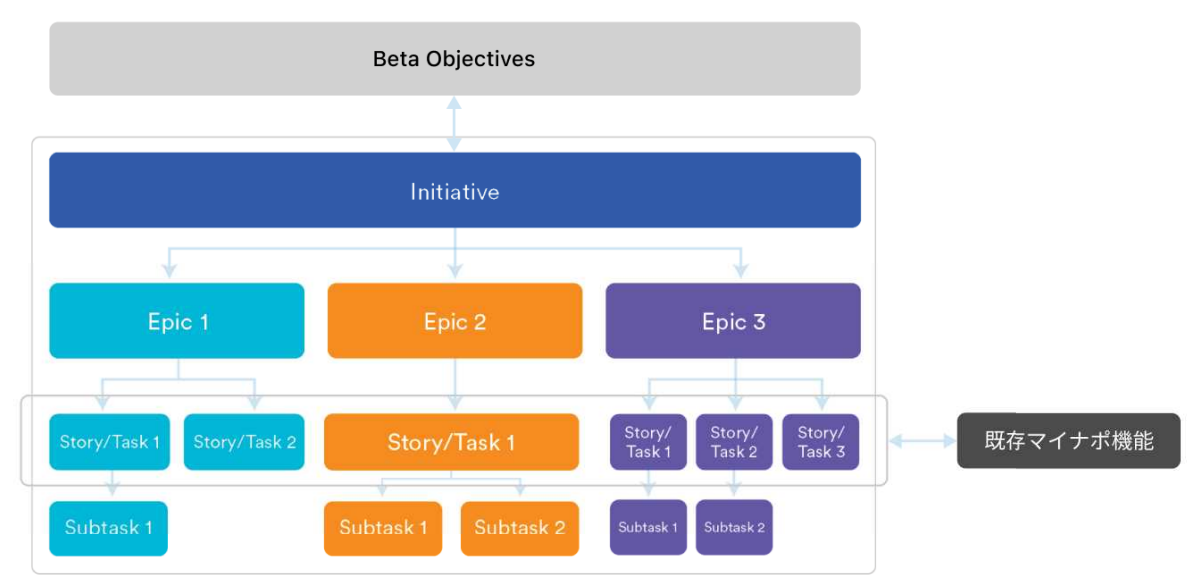 Beta Objectives
Initiative
Epic 1
Epic 2
Epic 3
Story/Task 1
Story/Task 2
Story/Task 1
Story/
Task 1
Story/
Task 2
Story/
Task 3
既存マイナポ機能
Subtask 1
Subtask 1
Subtask 2
Subtask 1
Subtask 2